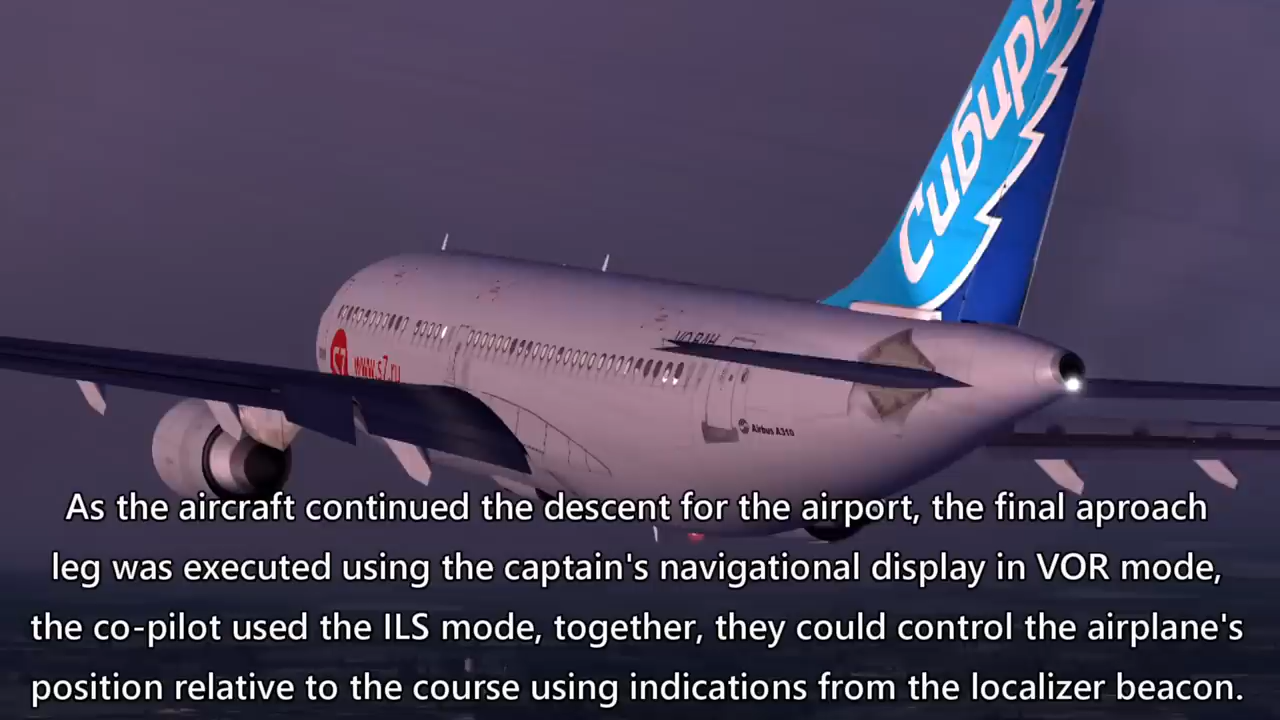 Сибирь
S7
www.s7.ru
Airbus A310
As the aircraft continued the descent for the airport, the final aproach
leg was executed using the captain's navigational display in VOR mode,
the co-pilot used the ILS mode, together, they could control the airplane's
position relative to the course using indications from the localizer beacon.